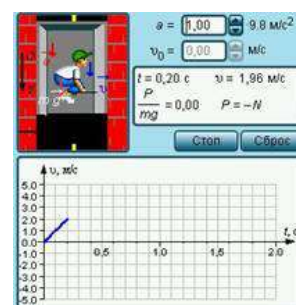 a = 1,00 9.8 м/с²
υ₀ = 0,00 м/с
t = 0,20 с υ = 1,96 м/с
P/mg = 0,00 P = −N
Стоп Сброс
mg
υ
υ, м/с
5.0
4.0
3.0
2.0
1.0
0.0
0,5 1.0 1.5 2.0 t, с
-1.0
-2.0
-3.0
-4.0
-5.0